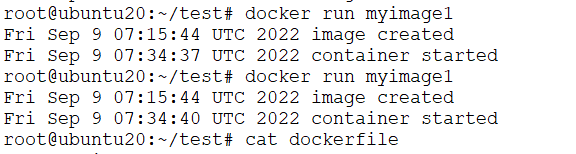 root@ubuntu20:~/test# docker run myimage1
Fri Sep 9 07:15:44 UTC 2022 image created
Fri Sep 9 07:34:37 UTC 2022 container started
root@ubuntu20:~/test# docker run myimage1
Fri Sep 9 07:15:44 UTC 2022 image created
Fri Sep 9 07:34:40 UTC 2022 container started
root@ubuntu20:~/test# cat dockerfile